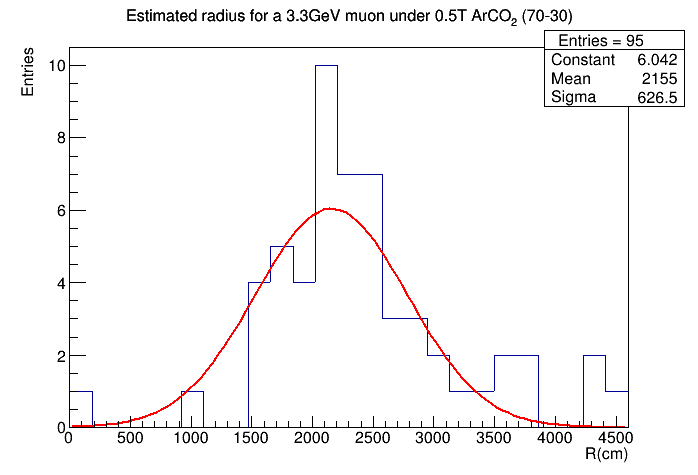 Estimated radius for a 3.3GeV muon under 0.5T ArCO2 (70-30)
Entries = 95
Constant 6.042
Mean 2155
Sigma 626.5
Entries
10
8
6
4
2
0
0 500 1000 1500 2000 2500 3000 3500 4000 4500
R(cm)